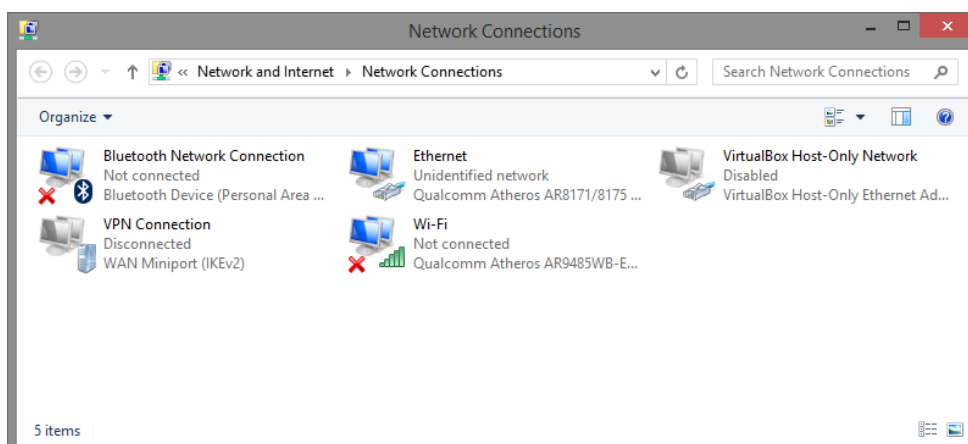 Network Connections
« Network and Internet Network Connections
Search Network Connections
Organize
Bluetooth Network Connection
Not connected
Bluetooth Device (Personal Area ...
Ethernet
Unidentified network
Qualcomm Atheros AR8171/8175 ...
VirtualBox Host-Only Network
Disabled
VirtualBox Host-Only Ethernet Ad...
VPN Connection
Disconnected
WAN Miniport (IKEv2)
Wi-Fi
Not connected
Qualcomm Atheros AR9485WB-E...
5 items